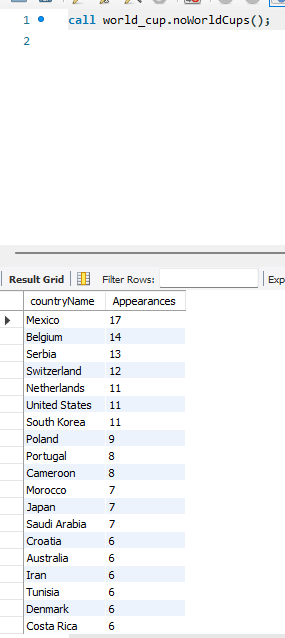 1 call world_cup.noWorldCups();
2
Result Grid Filter Rows: Exp
countryName Appearances
Mexico 17
Belgium 14
Serbia 13
Switzerland 12
Netherlands 11
United States 11
South Korea 11
Poland 9
Portugal 8
Cameroon 8
Morocco 7
Japan 7
Saudi Arabia 7
Croatia 6
Australia 6
Iran 6
Tunisia 6
Denmark 6
Costa Rica 6